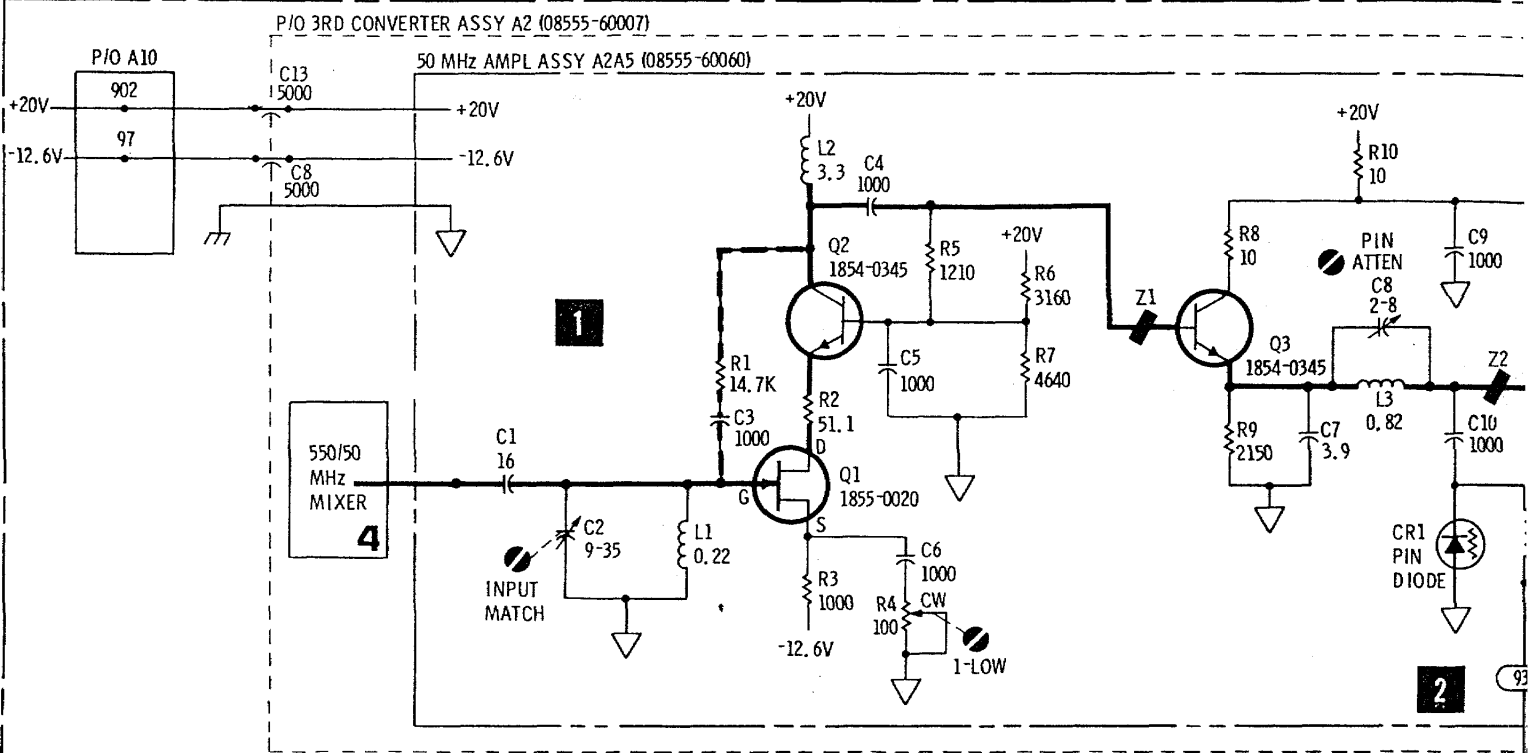 P/O 3RD CONVERTER ASSY A2 (08555-60007)
P/O A10
50 MHz AMPL ASSY A2A5 (08555-60060)
902
C13
5000
+20V
+20V
97
-12.6V
-12.6V
C8
5000
+20V
L2
3.3
C4
1000
+20V
R10
10
Q2
1854-0345
R5
1210
+20V
R6
3160
R8
10
PIN
ATTEN
C9
1000
C8
2-8
Z1
1
R1
14.7K
C5
1000
R7
4640
Q3
1854-0345
Z2
R2
51.1
C3
1000
L3
0.82
R9
2150
C7
3.9
C10
1000
550/50
MHz
MIXER
4
C1
16
D
G
Q1
1855-0020
S
C2
9-35
L1
0.22
INPUT
MATCH
C6
1000
R3
1000
R4
100
CW
-12.6V
1-LOW
CR1
PIN
DIODE
2
93